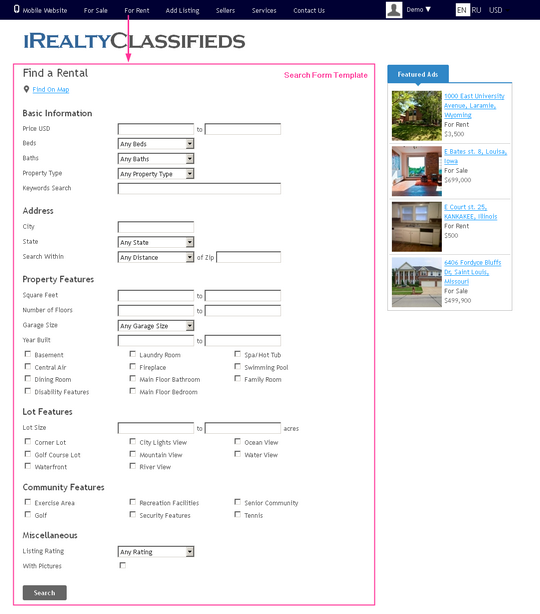 Mobile Website For Sale For Rent Add Listing Sellers Services Contact Us Demo ▼ EN RU USD
iRealtyClassifieds
Find a Rental
Search Form Template
Find On Map
Basic Information
Price USD to
Beds Any Beds
Baths Any Baths
Property Type Any Property Type
Keywords Search
Address
City
State Any State
Search Within Any Distance of Zip
Property Features
Square Feet to
Number of Floors to
Garage Size Any Garage Size
Year Built to
Basement Laundry Room Spa/Hot Tub
Central Air Fireplace Swimming Pool
Dining Room Main Floor Bathroom Family Room
Disability Features Main Floor Bedroom
Lot Features
Lot Size to acres
Corner Lot City Lights View Ocean View
Golf Course Lot Mountain View Water View
Waterfront River View
Community Features
Exercise Area Recreation Facilities Senior Community
Golf Security Features Tennis
Miscellaneous
Listing Rating Any Rating
With Pictures
Search
Featured Ads
1000 East University
Avenue, Laramie,
Wyoming
For Rent
$3,500
E Bates st. 8, Louisa,
Iowa
For Sale
$699,000
E Court st. 25,
KANKAKEE, Illinois
For Rent
$500
6406 Fordyce Bluffs
Dr, Saint Louis,
Missouri
For Sale
$499,900